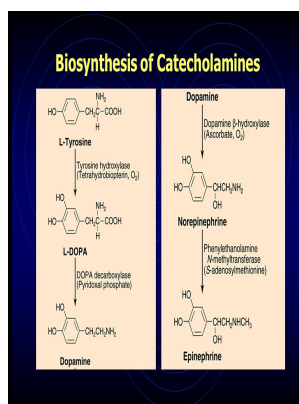 Biosynthesis of Catecholamines
NH2
HO
CH2C-COOH
H
L-Tyrosine
Tyrosine hydroxylase
(Tetrahydrobiopterin, O2)
HO
NH2
HO
CH2C-COOH
H
L-DOPA
DOPA decarboxylase
(Pyridoxal phosphate)
HO
HO
CH2CH2NH2
Dopamine
Dopamine
Dopamine β-hydroxylase
(Ascorbate, O2)
HO
HO
CHCH2NH2
OH
Norepinephrine
Phenylethanolamine
N-methyltransferase
(S-adenosylmethionine)
HO
HO
CHCH2NHCH3
OH
Epinephrine